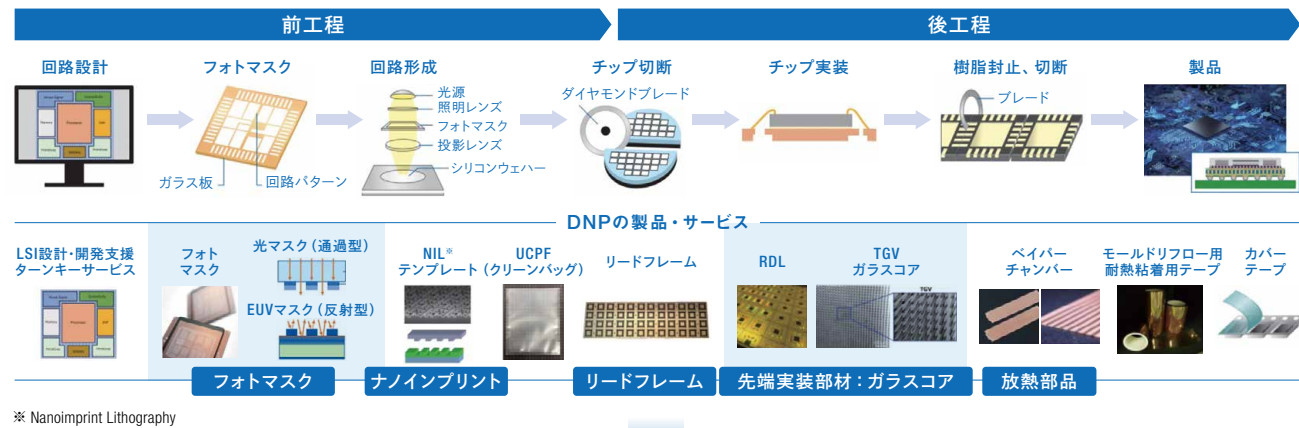 前工程
後工程
回路設計
フォトマスク
回路形成
チップ切断
チップ実装
樹脂封止、切断
製品
光源
照明レンズ
フォトマスク
投影レンズ
シリコンウェハー
ダイヤモンドブレード
ブレード
ガラス板
回路パターン
DNPの製品・サービス
LSI設計・開発支援
ターンキーサービス
フォト
マスク
光マスク（通過型）
EUVマスク（反射型）
NIL※
テンプレート
UCPF
（クリーンバッグ）
リードフレーム
RDL
TGV
ガラスコア
TGV
ベイパー
チャンバー
モールドリフロー用
耐熱粘着用テープ
カバー
テープ
フォトマスク
ナノインプリント
リードフレーム
先端実装部材：ガラスコア
放熱部品
※ Nanoimprint Lithography